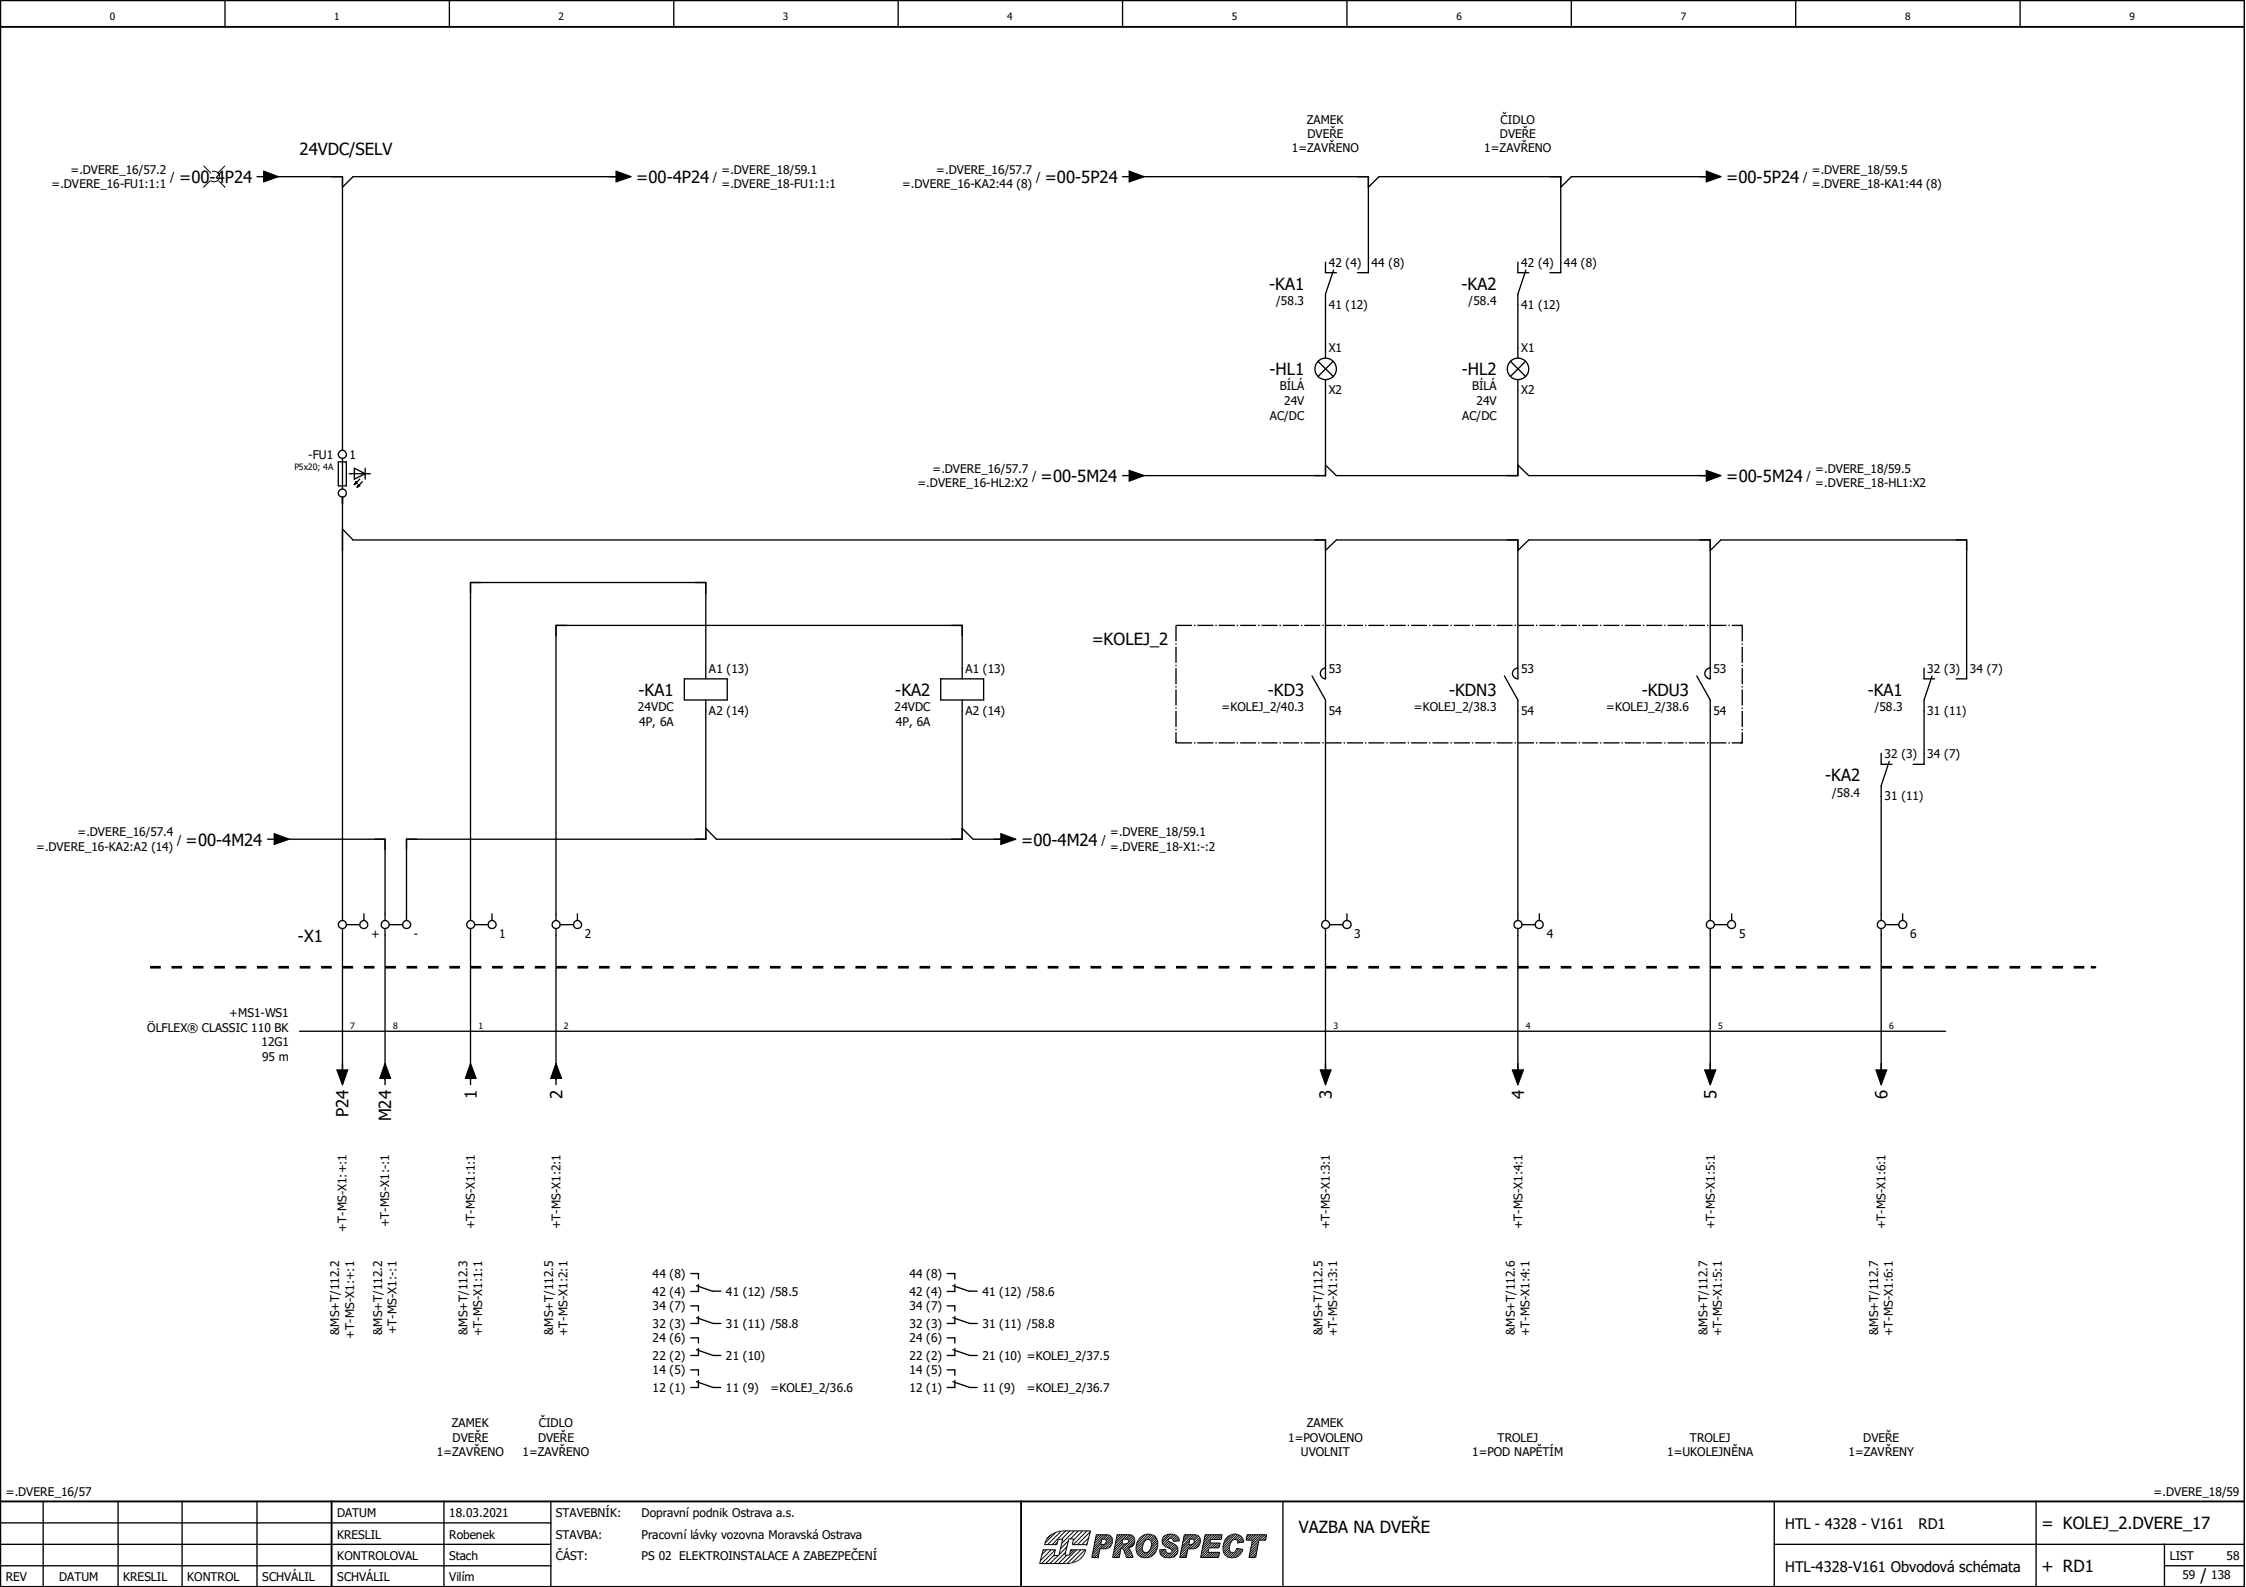 0 1 2 3 4 5 6 7 8 9
24VDC/SELV
=.DVERE_16/57.2
=.DVERE_16-FU1:1:1 / =00-4P24
=00-4P24 / =.DVERE_18/59.1
=.DVERE_18-FU1:1:1
=.DVERE_16/57.7
=.DVERE_16-KA2:44 (8) / =00-5P24
ZAMEK
DVEŘE
1=ZAVŘENO
ČIDLO
DVEŘE
1=ZAVŘENO
=00-5P24 / =.DVERE_18/59.5
=.DVERE_18-KA1:44 (8)
42 (4) 44 (8)
-KA1
/58.3
41 (12)
42 (4) 44 (8)
-KA2
/58.4
41 (12)
X1
-HL1
BÍLÁ
24V
AC/DC
X2
X1
-HL2
BÍLÁ
24V
AC/DC
X2
-FU1 1
P5x20; 4A
=.DVERE_16/57.7
=.DVERE_16-HL2:X2 / =00-5M24
=00-5M24 / =.DVERE_18/59.5
=.DVERE_18-HL1:X2
=KOLEJ_2
A1 (13)
-KA1
24VDC
4P, 6A
A2 (14)
A1 (13)
-KA2
24VDC
4P, 6A
A2 (14)
53
-KD3
=KOLEJ_2/40.3
54
53
-KDN3
=KOLEJ_2/38.3
54
53
-KDU3
=KOLEJ_2/38.6
54
32 (3) 34 (7)
-KA1
/58.3
31 (11)
32 (3) 34 (7)
-KA2
/58.4
31 (11)
=.DVERE_16/57.4
=.DVERE_16-KA2:A2 (14) / =00-4M24
=00-4M24 / =.DVERE_18/59.1
=.DVERE_18-X1:-:2
-X1 + - 1 2 3 4 5 6
+MS1-WS1
ÖLFLEX® CLASSIC 110 BK
12G1
95 m
7 8 1 2 3 4 5 6
P24 M24 1 2 3 4 5 6
+T-MS-X1:+:1
+T-MS-X1:-:1
+T-MS-X1:1:1
+T-MS-X1:2:1
+T-MS-X1:3:1
+T-MS-X1:4:1
+T-MS-X1:5:1
+T-MS-X1:6:1
&MS+T/112.2
+T-MS-X1:+:1
&MS+T/112.2
+T-MS-X1:-:1
&MS+T/112.3
+T-MS-X1:1:1
&MS+T/112.5
+T-MS-X1:2:1
&MS+T/112.5
+T-MS-X1:3:1
&MS+T/112.6
+T-MS-X1:4:1
&MS+T/112.7
+T-MS-X1:5:1
&MS+T/112.7
+T-MS-X1:6:1
44 (8)
42 (4) 41 (12) /58.5
34 (7)
32 (3) 31 (11) /58.8
24 (6)
22 (2) 21 (10)
14 (5)
12 (1) 11 (9) =KOLEJ_2/36.6
44 (8)
42 (4) 41 (12) /58.6
34 (7)
32 (3) 31 (11) /58.8
24 (6)
22 (2) 21 (10) =KOLEJ_2/37.5
14 (5)
12 (1) 11 (9) =KOLEJ_2/36.7
ZAMEK
DVEŘE
1=ZAVŘENO
ČIDLO
DVEŘE
1=ZAVŘENO
ZAMEK
1=POVOLENO
UVOLNIT
TROLEJ
1=POD NAPĚTÍM
TROLEJ
1=UKOLEJNĚNA
DVEŘE
1=ZAVŘENY
=.DVERE_16/57
=.DVERE_18/59
DATUM 18.03.2021
KRESLIL Robenek
KONTROLOVAL Stach
REV DATUM KRESLIL KONTROL SCHVÁLIL SCHVÁLIL Vilím
STAVEBNÍK: Dopravní podnik Ostrava a.s.
STAVBA: Pracovní lávky vozovna Moravská Ostrava
ČÁST: PS 02 ELEKTROINSTALACE A ZABEZPEČENÍ
PROSPECT
VAZBA NA DVEŘE
HTL - 4328 - V161 RD1
HTL-4328-V161 Obvodová schémata
= KOLEJ_2.DVERE_17
+ RD1
LIST 58
59 / 138